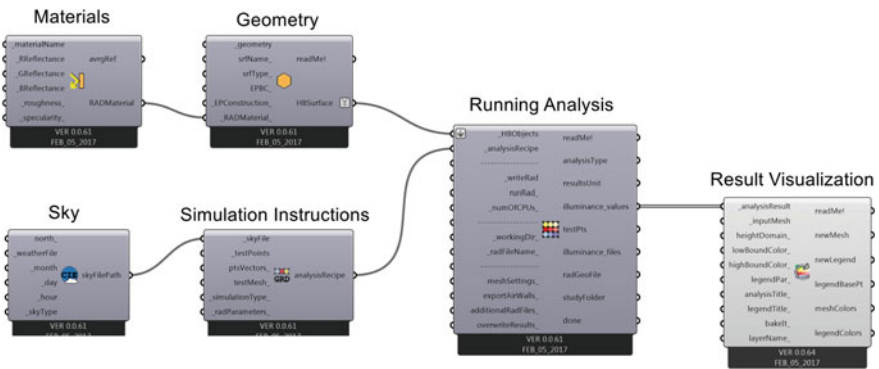 Materials
_materialName
_RReflectance
_GReflectance
_BReflectance
_roughness_
_specularity_
avrgRef
RADMaterial
VER 0.0.61
FEB_05_2017
Geometry
_geometry
srfName_
srfType_
EPBC_
_EPConstruction_
_RADMaterial_
readMe!
HBSurface
VER 0.0.61
FEB_05_2017
Sky
north_
_weatherFile
_month
_day
_hour
_skyType
CIE
skyFilePath
VER 0.0.61
FEB_05_2017
Simulation Instructions
_skyFile
_testPoints
ptsVectors_
testMesh_
_simulationType_
_radParameters_
GRD
analysisRecipe
VER 0.0.61
FEB_05_2017
Running Analysis
_HBObjects
_analysisRecipe
_writeRad
runRad_
_numOfCPUs_
_workingDir_
_radFileName_
meshSettings_
exportAirWalls_
additionalRadFiles_
overwriteResults_
readMe!
analysisType
resultsUnit
illuminance_values
testPts
illuminance_files
radGeoFile
studyFolder
done
VER 0.0.61
FEB_05_2017
Result Visualization
_analysisResult
_inputMesh
heightDomain_
lowBoundColor_
highBoundColor_
legendPar_
analysisTitle_
legendTitle_
bakeIt_
layerName_
readMe!
newMesh
newLegend
legendBasePt
meshColors
legendColors
VER 0.0.64
FEB_05_2017